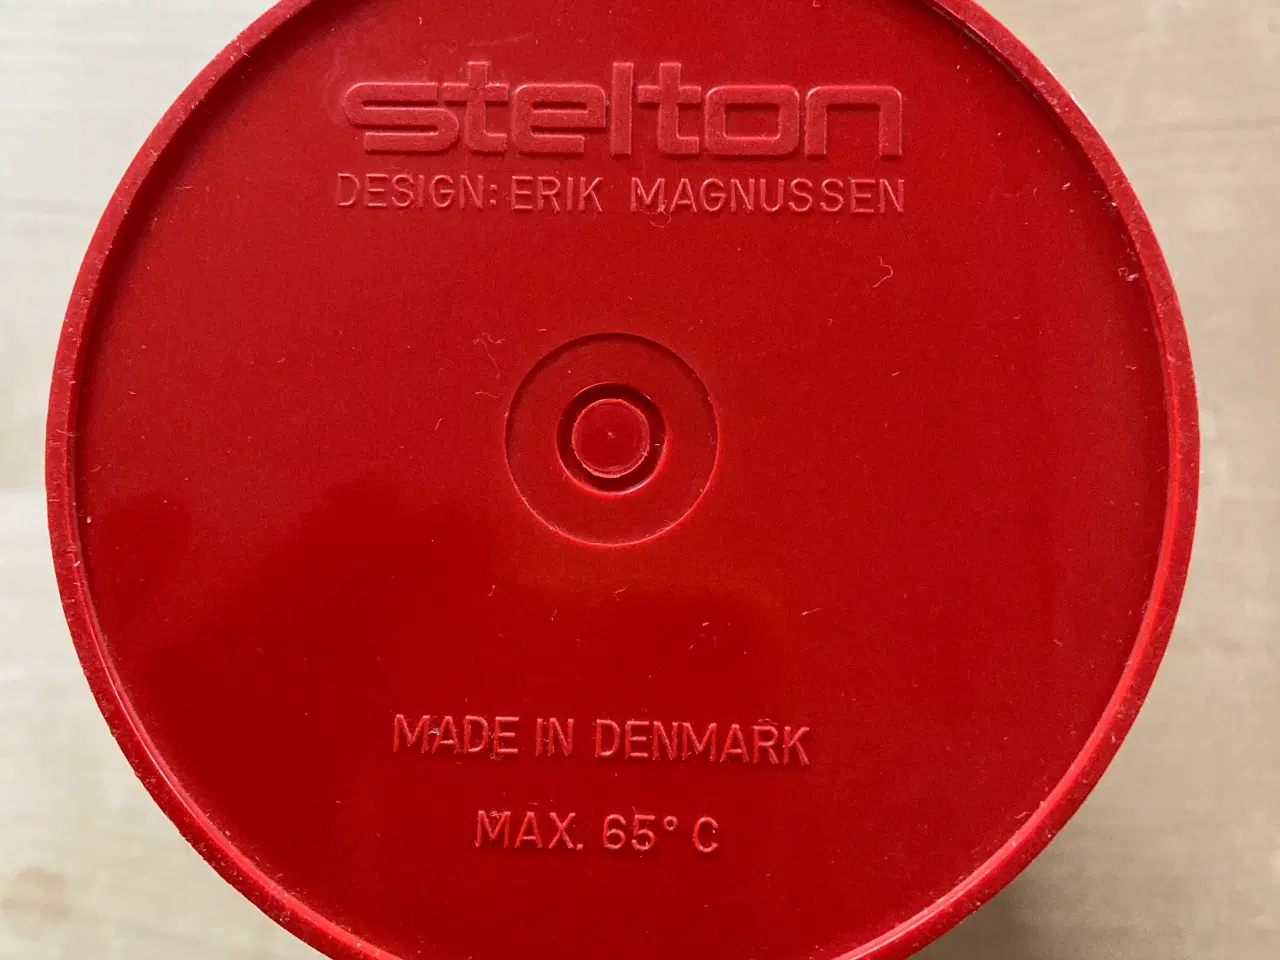 stelton
DESIGN: ERIK MAGNUSSEN
MADE IN DENMARK
MAX. 65° C